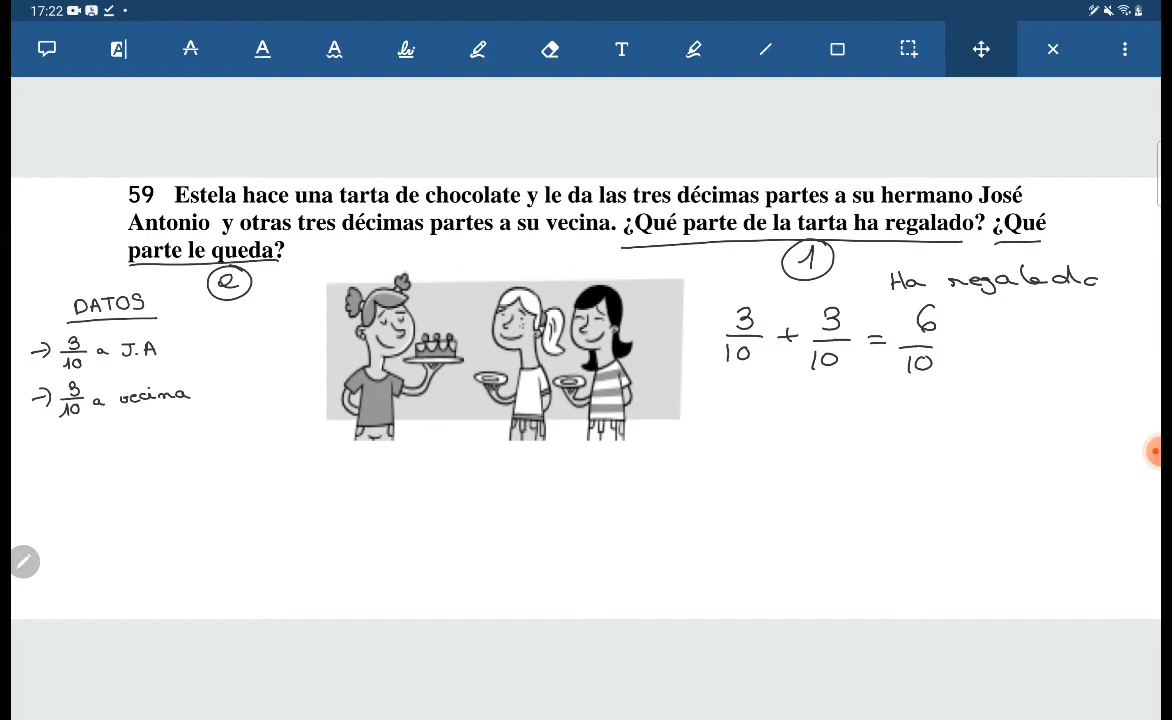 17:22
A
A
A
A
T
59 Estela hace una tarta de chocolate y le da las tres décimas partes a su hermano José
Antonio y otras tres décimas partes a su vecina. ¿Qué parte de la tarta ha regalado? ¿Qué
parte le queda?
1
2
DATOS
→ 3/10 a J.A
→ 3/10 a vecina
Ha regalado
3/10 + 3/10 = 6/10